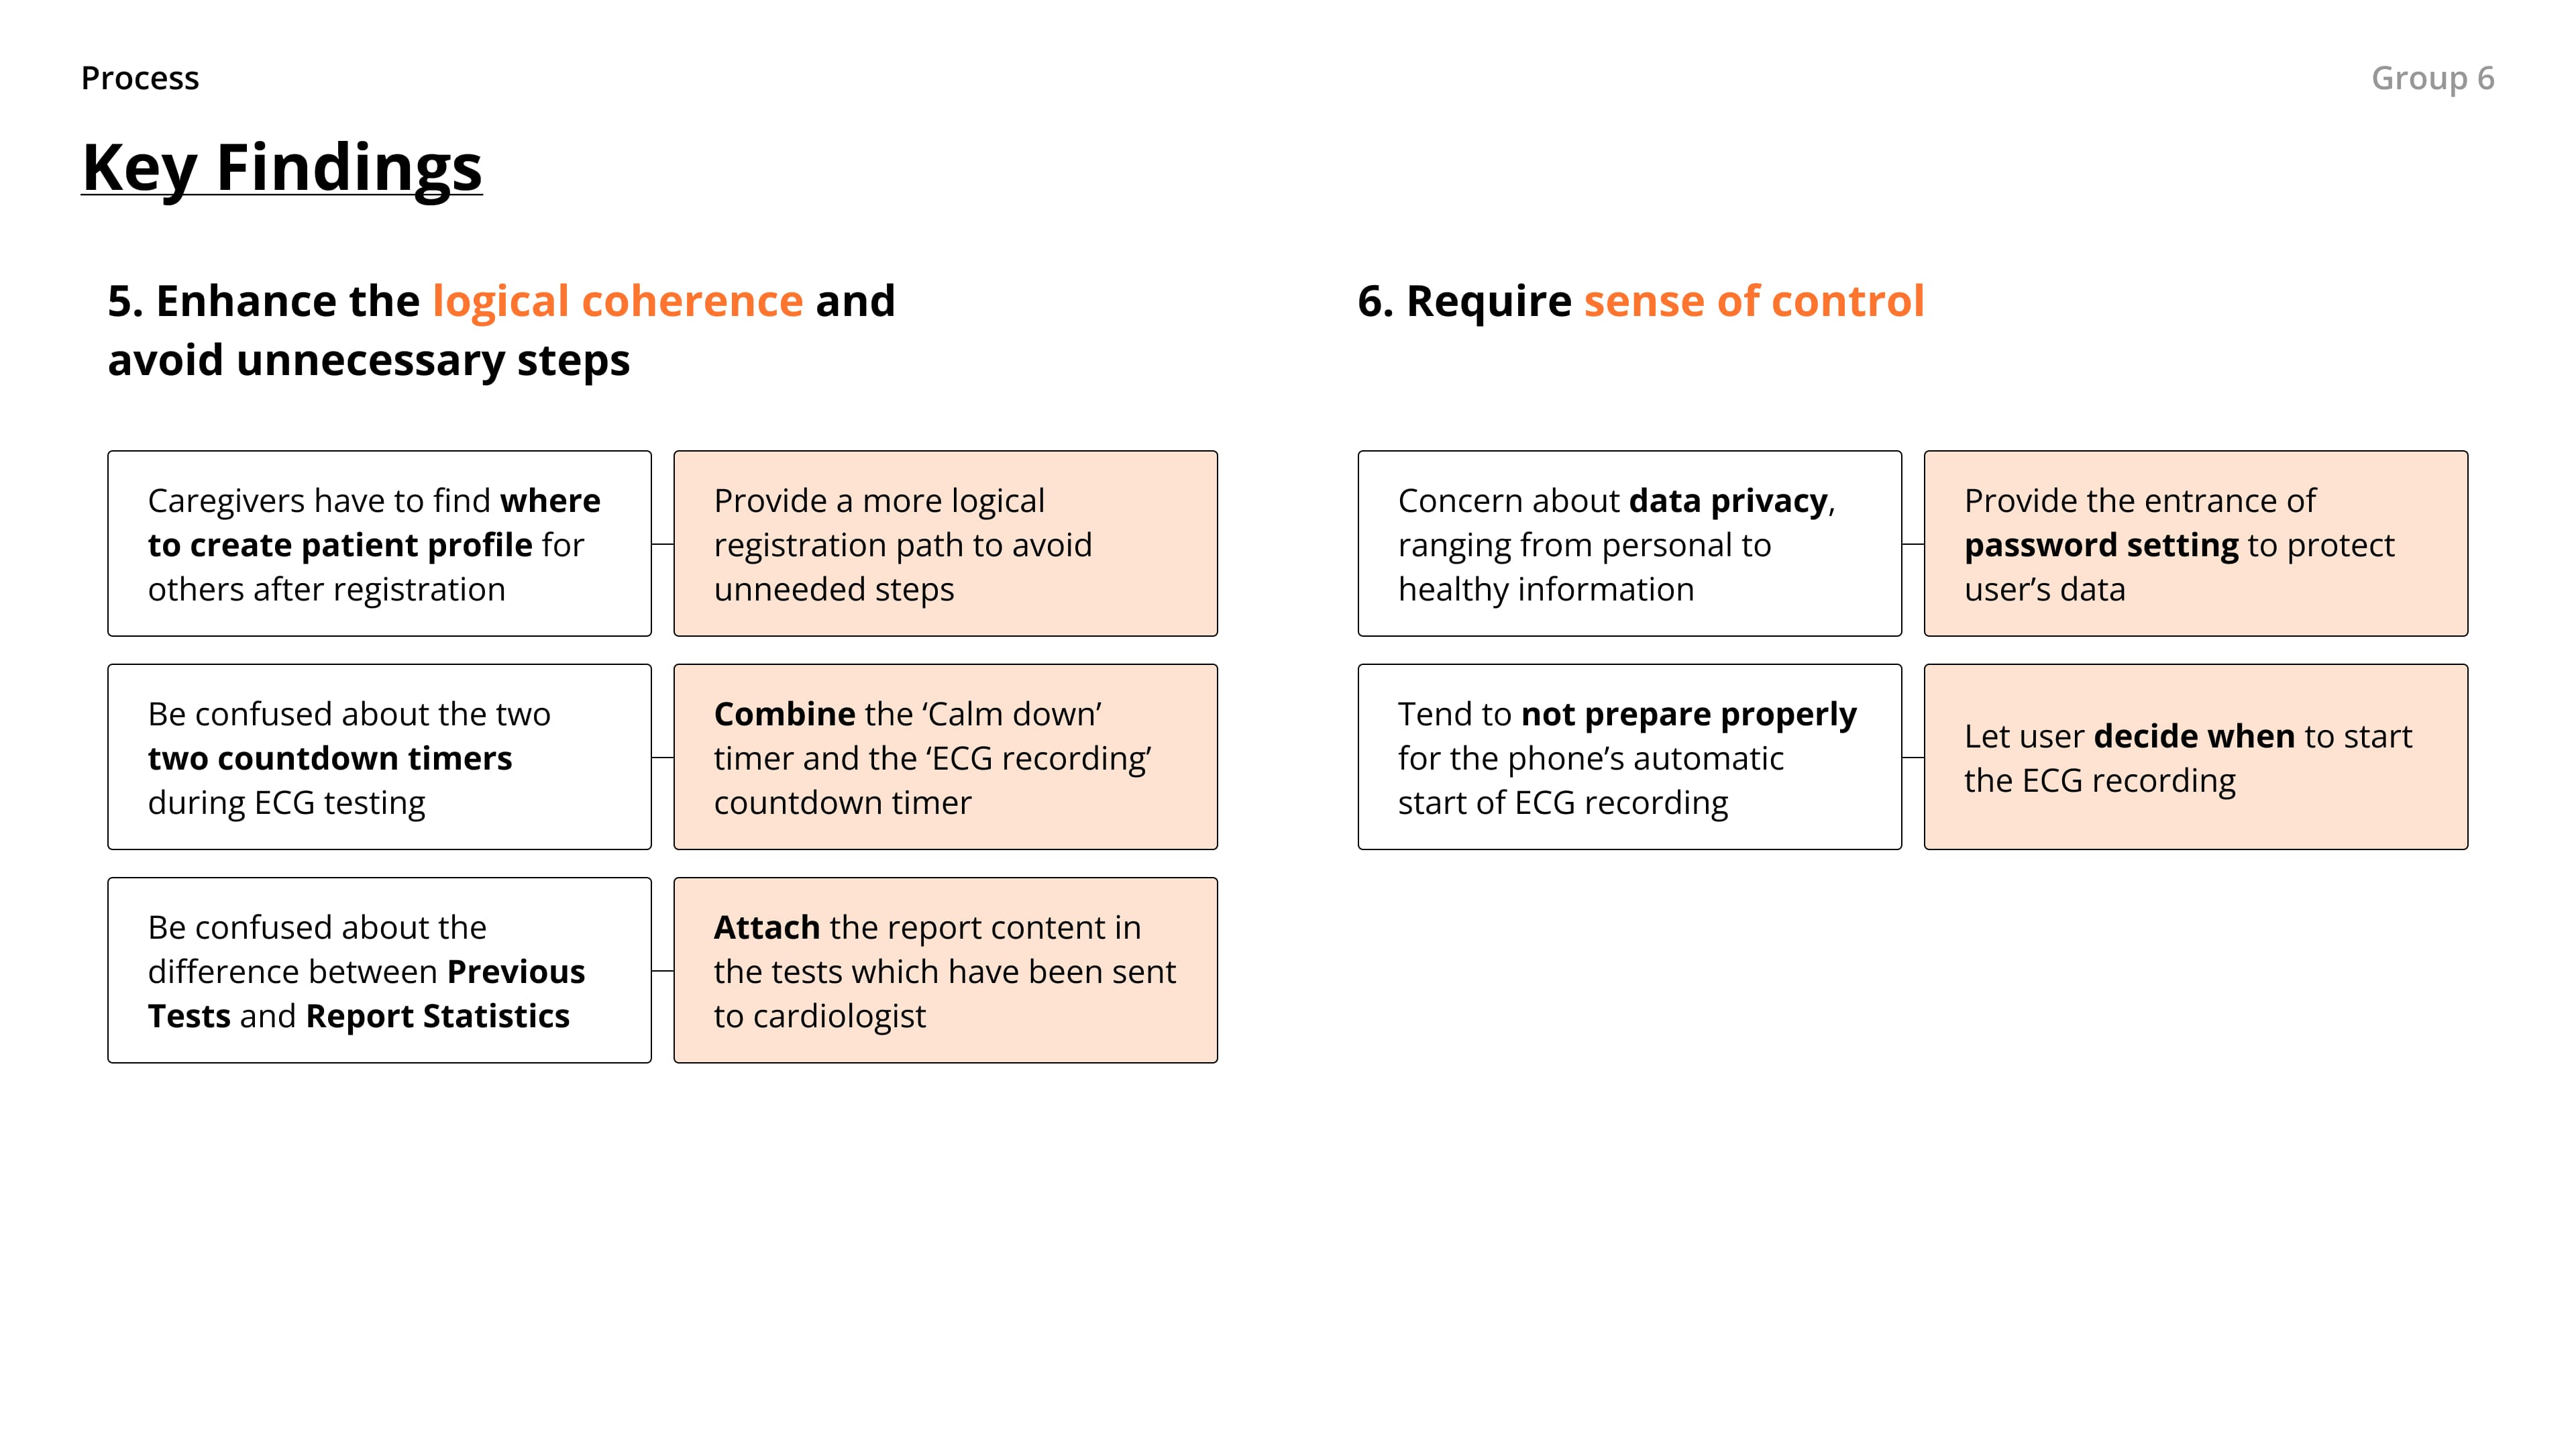 Process
Group 6
Key Findings
5. Enhance the logical coherence and
avoid unnecessary steps
Caregivers have to find where
to create patient profile for
others after registration
Provide a more logical
registration path to avoid
unneeded steps
Be confused about the two
two countdown timers
during ECG testing
Combine the ‘Calm down’
timer and the ‘ECG recording’
countdown timer
Be confused about the
difference between Previous
Tests and Report Statistics
Attach the report content in
the tests which have been sent
to cardiologist
6. Require sense of control
Concern about data privacy,
ranging from personal to
healthy information
Provide the entrance of
password setting to protect
user’s data
Tend to not prepare properly
for the phone’s automatic
start of ECG recording
Let user decide when to start
the ECG recording